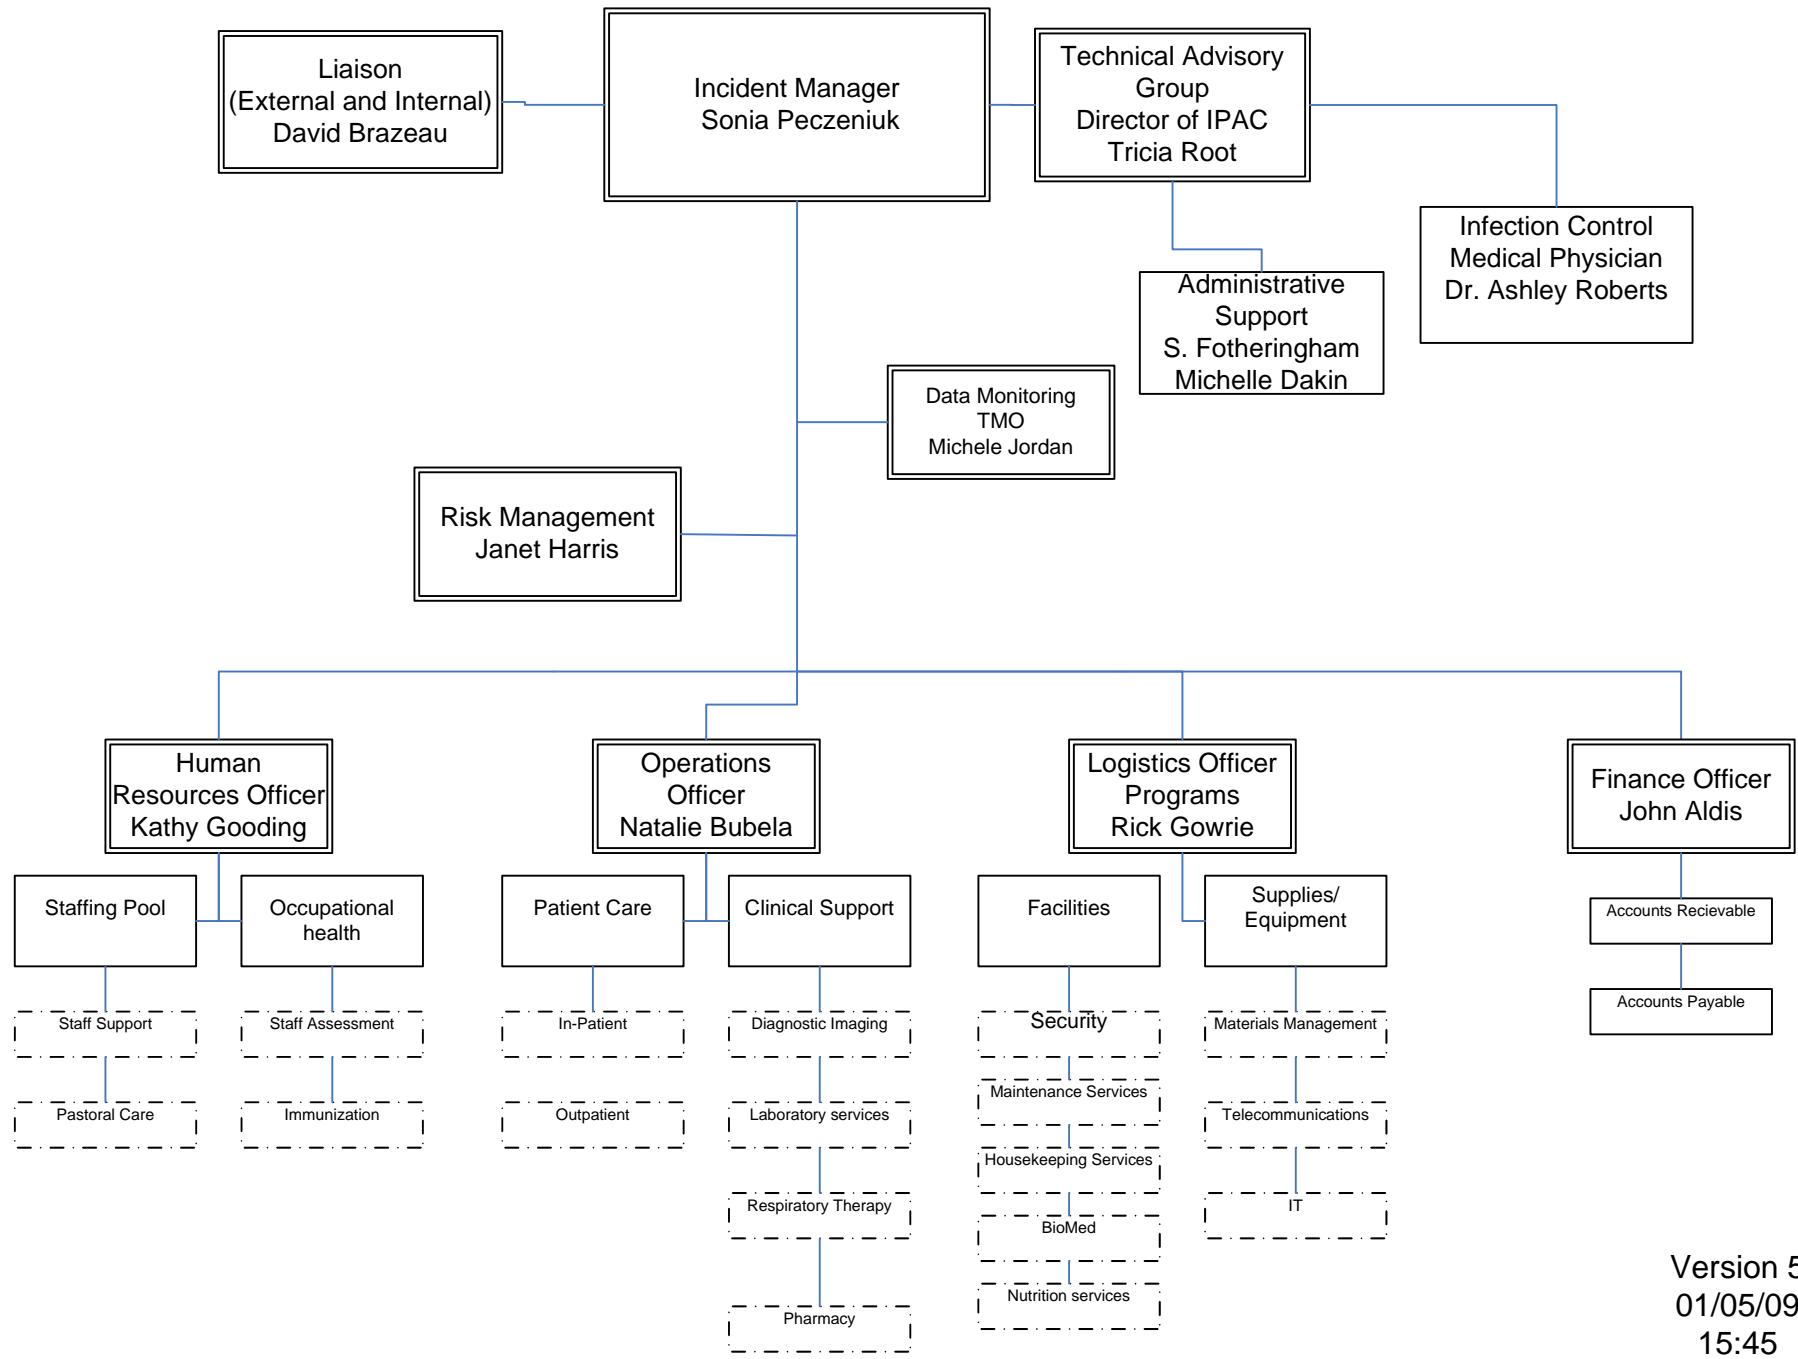 Liaison
(External and Internal)
David Brazeau
Incident Manager
Sonia Peczeniuk
Technical Advisory
Group
Director of IPAC
Tricia Root
Infection Control
Medical Physician
Dr. Ashley Roberts
Administrative
Support
S. Fotheringham
Michelle Dakin
Data Monitoring
TMO
Michele Jordan
Risk Management
Janet Harris
Human
Resources Officer
Kathy Gooding
Operations
Officer
Natalie Bubela
Logistics Officer
Programs
Rick Gowrie
Finance Officer
John Aldis
Staffing Pool
Occupational
health
Patient Care
Clinical Support
Facilities
Supplies/
Equipment
Accounts Recievable
Accounts Payable
Staff Support
Staff Assessment
In-Patient
Diagnostic Imaging
Security
Materials Management
Maintenance Services
Pastoral Care
Immunization
Outpatient
Laboratory services
Telecommunications
Housekeeping Services
Respiratory Therapy
IT
BioMed
Nutrition services
Pharmacy
Version 5
01/05/09
15:45